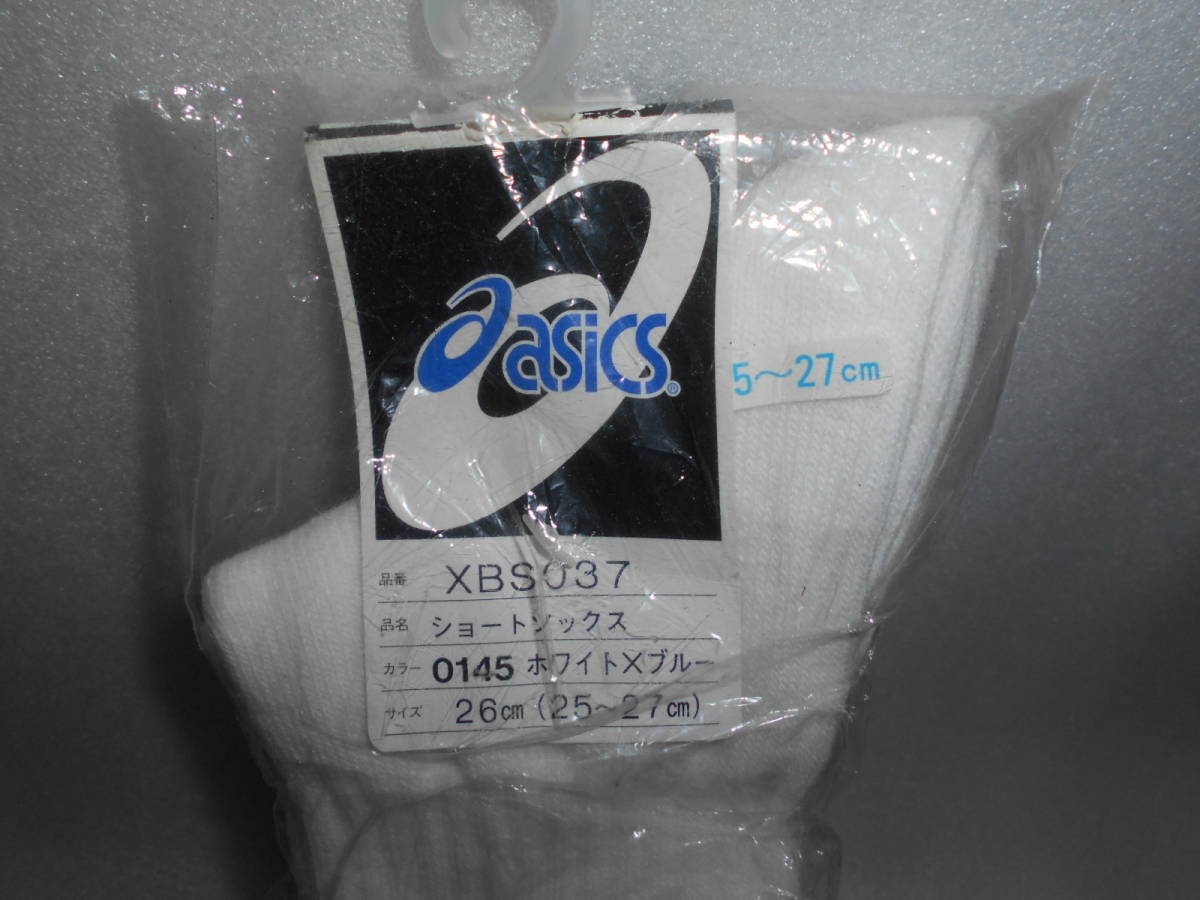 asics®
5～27cm
品番 XBS037
品名 ショートソックス
カラー 0145 ホワイト×ブルー
サイズ 26cm (25～27cm)